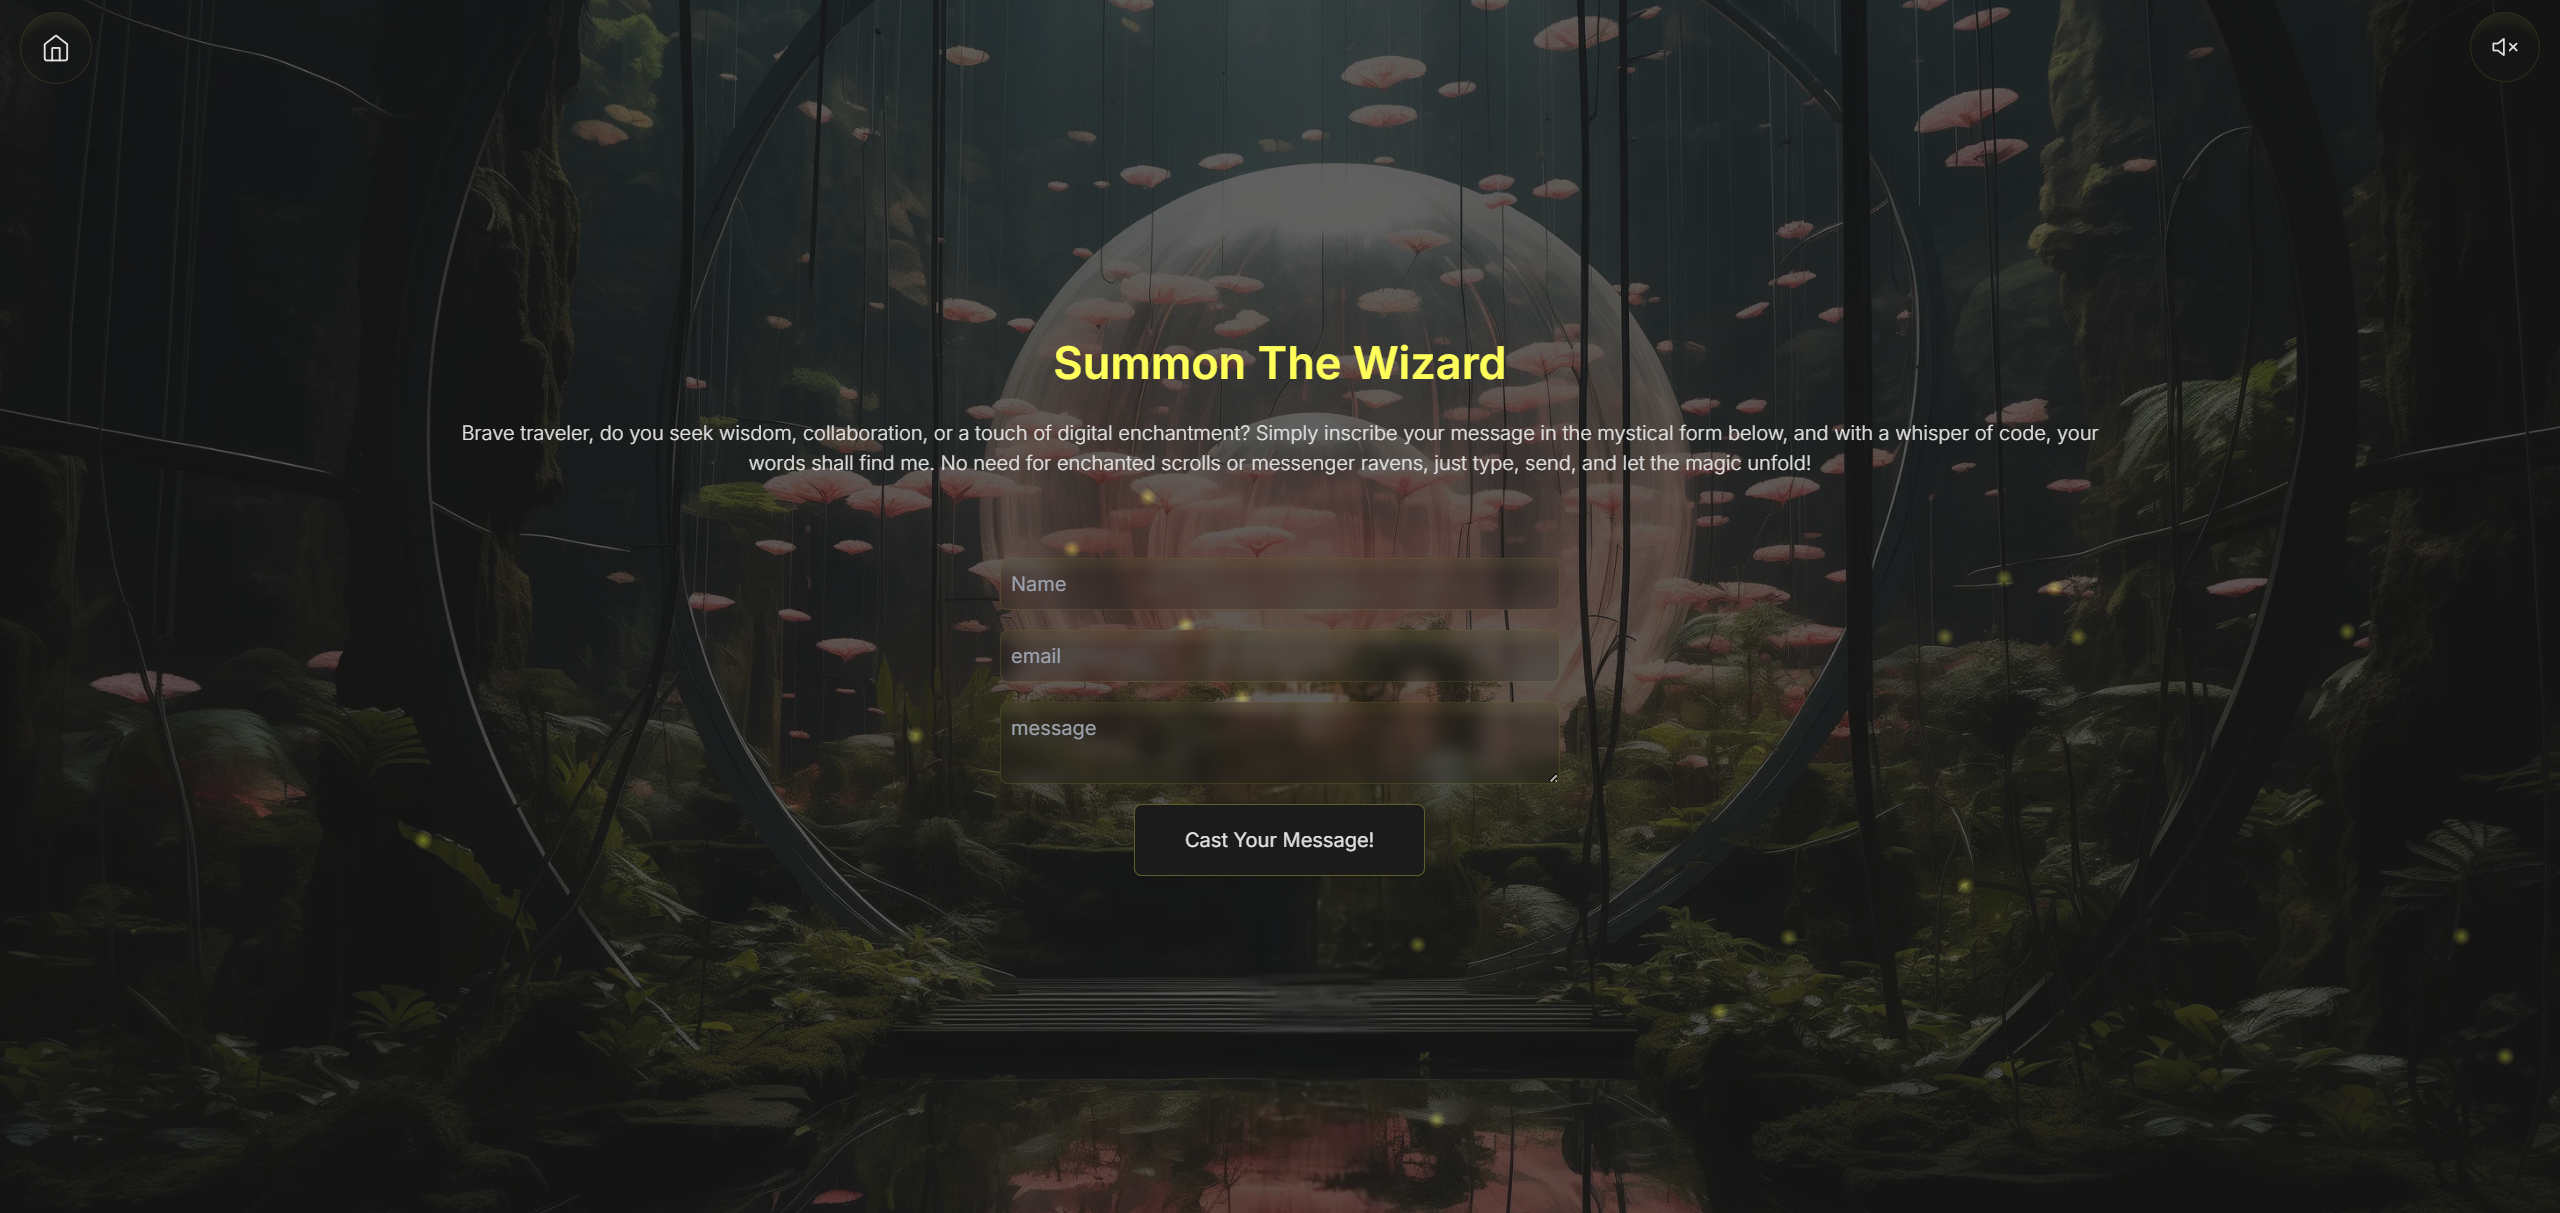 Summon The Wizard
Brave traveler, do you seek wisdom, collaboration, or a touch of digital enchantment? Simply inscribe your message in the mystical form below, and with a whisper of code, your
words shall find me. No need for enchanted scrolls or messenger ravens, just type, send, and let the magic unfold!
Name
email
message
Cast Your Message!